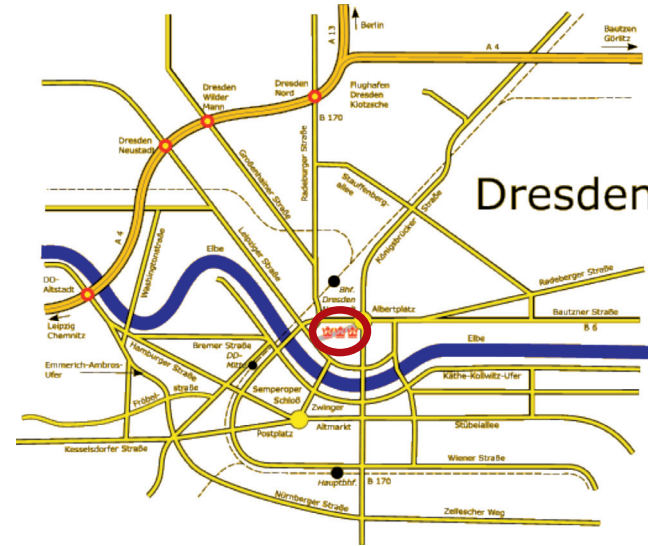 Berlin
A 13
Bautzen
Görlitz
A 4
Dresden
Wilder
Mann
Dresden
Nord
Flughafen
Dresden
Klotzsche
B 170
Dresden
Neustadt
Großenhainer Straße
Radeburger Straße
Stauffenberg-
allee
Königsbrücker
Straße
Dresden
A 4
Washingtonstraße
Elbe
Leipziger Straße
DD-
Altstadt
Bhf.
Dresden
Albertplatz
Radeberger Straße
Bautzner Straße
B 6
Leipzig
Chemnitz
Hamburger Straße
Bremer Straße
DD-
Mitte
Elbe
Emmerich-Ambros-
Ufer
Fröbel-
straße
Semperoper
Schloß
Zwinger
Käthe-Kollwitz-Ufer
Postplatz
Altmarkt
Stübelallee
Kesselsdorfer Straße
Wiener Straße
Hauptbhf.
B 170
Nürnberger Straße
Zellescher Weg